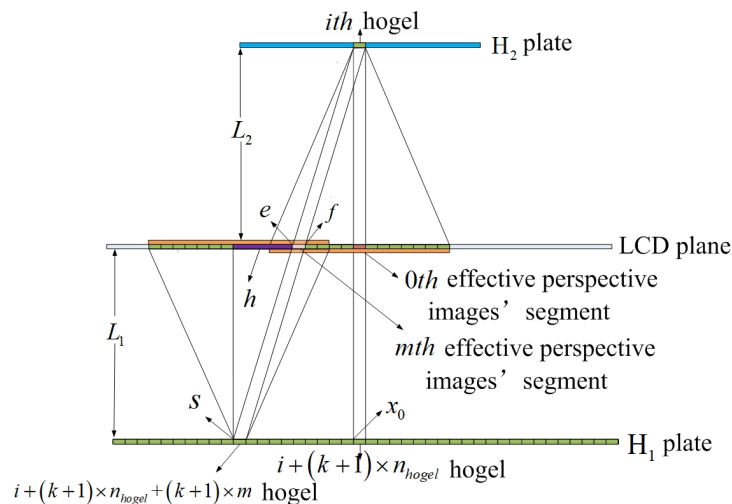 ith hogel
H2 plate
L2
e
f
LCD plane
h
0th effective perspective
images' segment
L1
mth effective perspective
images' segment
s
x0
H1 plate
i+(k+1)×nhogel hogel
i+(k+1)×nhogel+(k+1)×m hogel